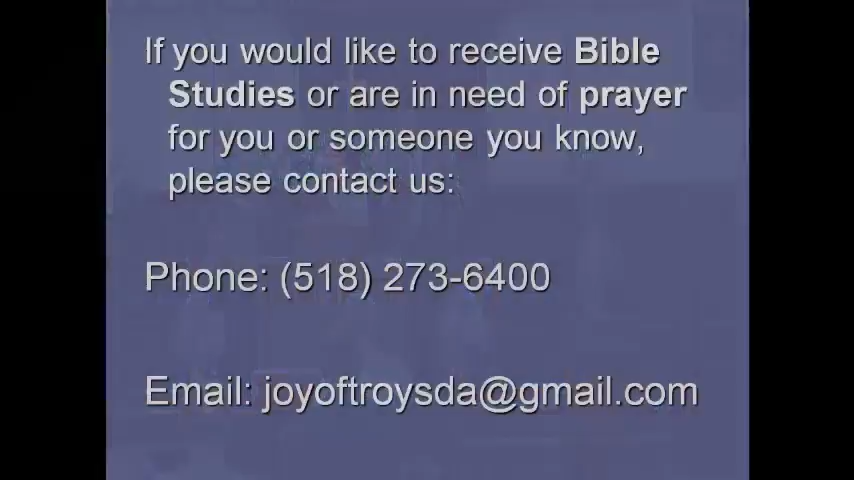 If you would like to receive Bible
Studies or are in need of prayer
for you or someone you know,
please contact us:
Phone: (518) 273-6400
Email: joyoftroysda@gmail.com